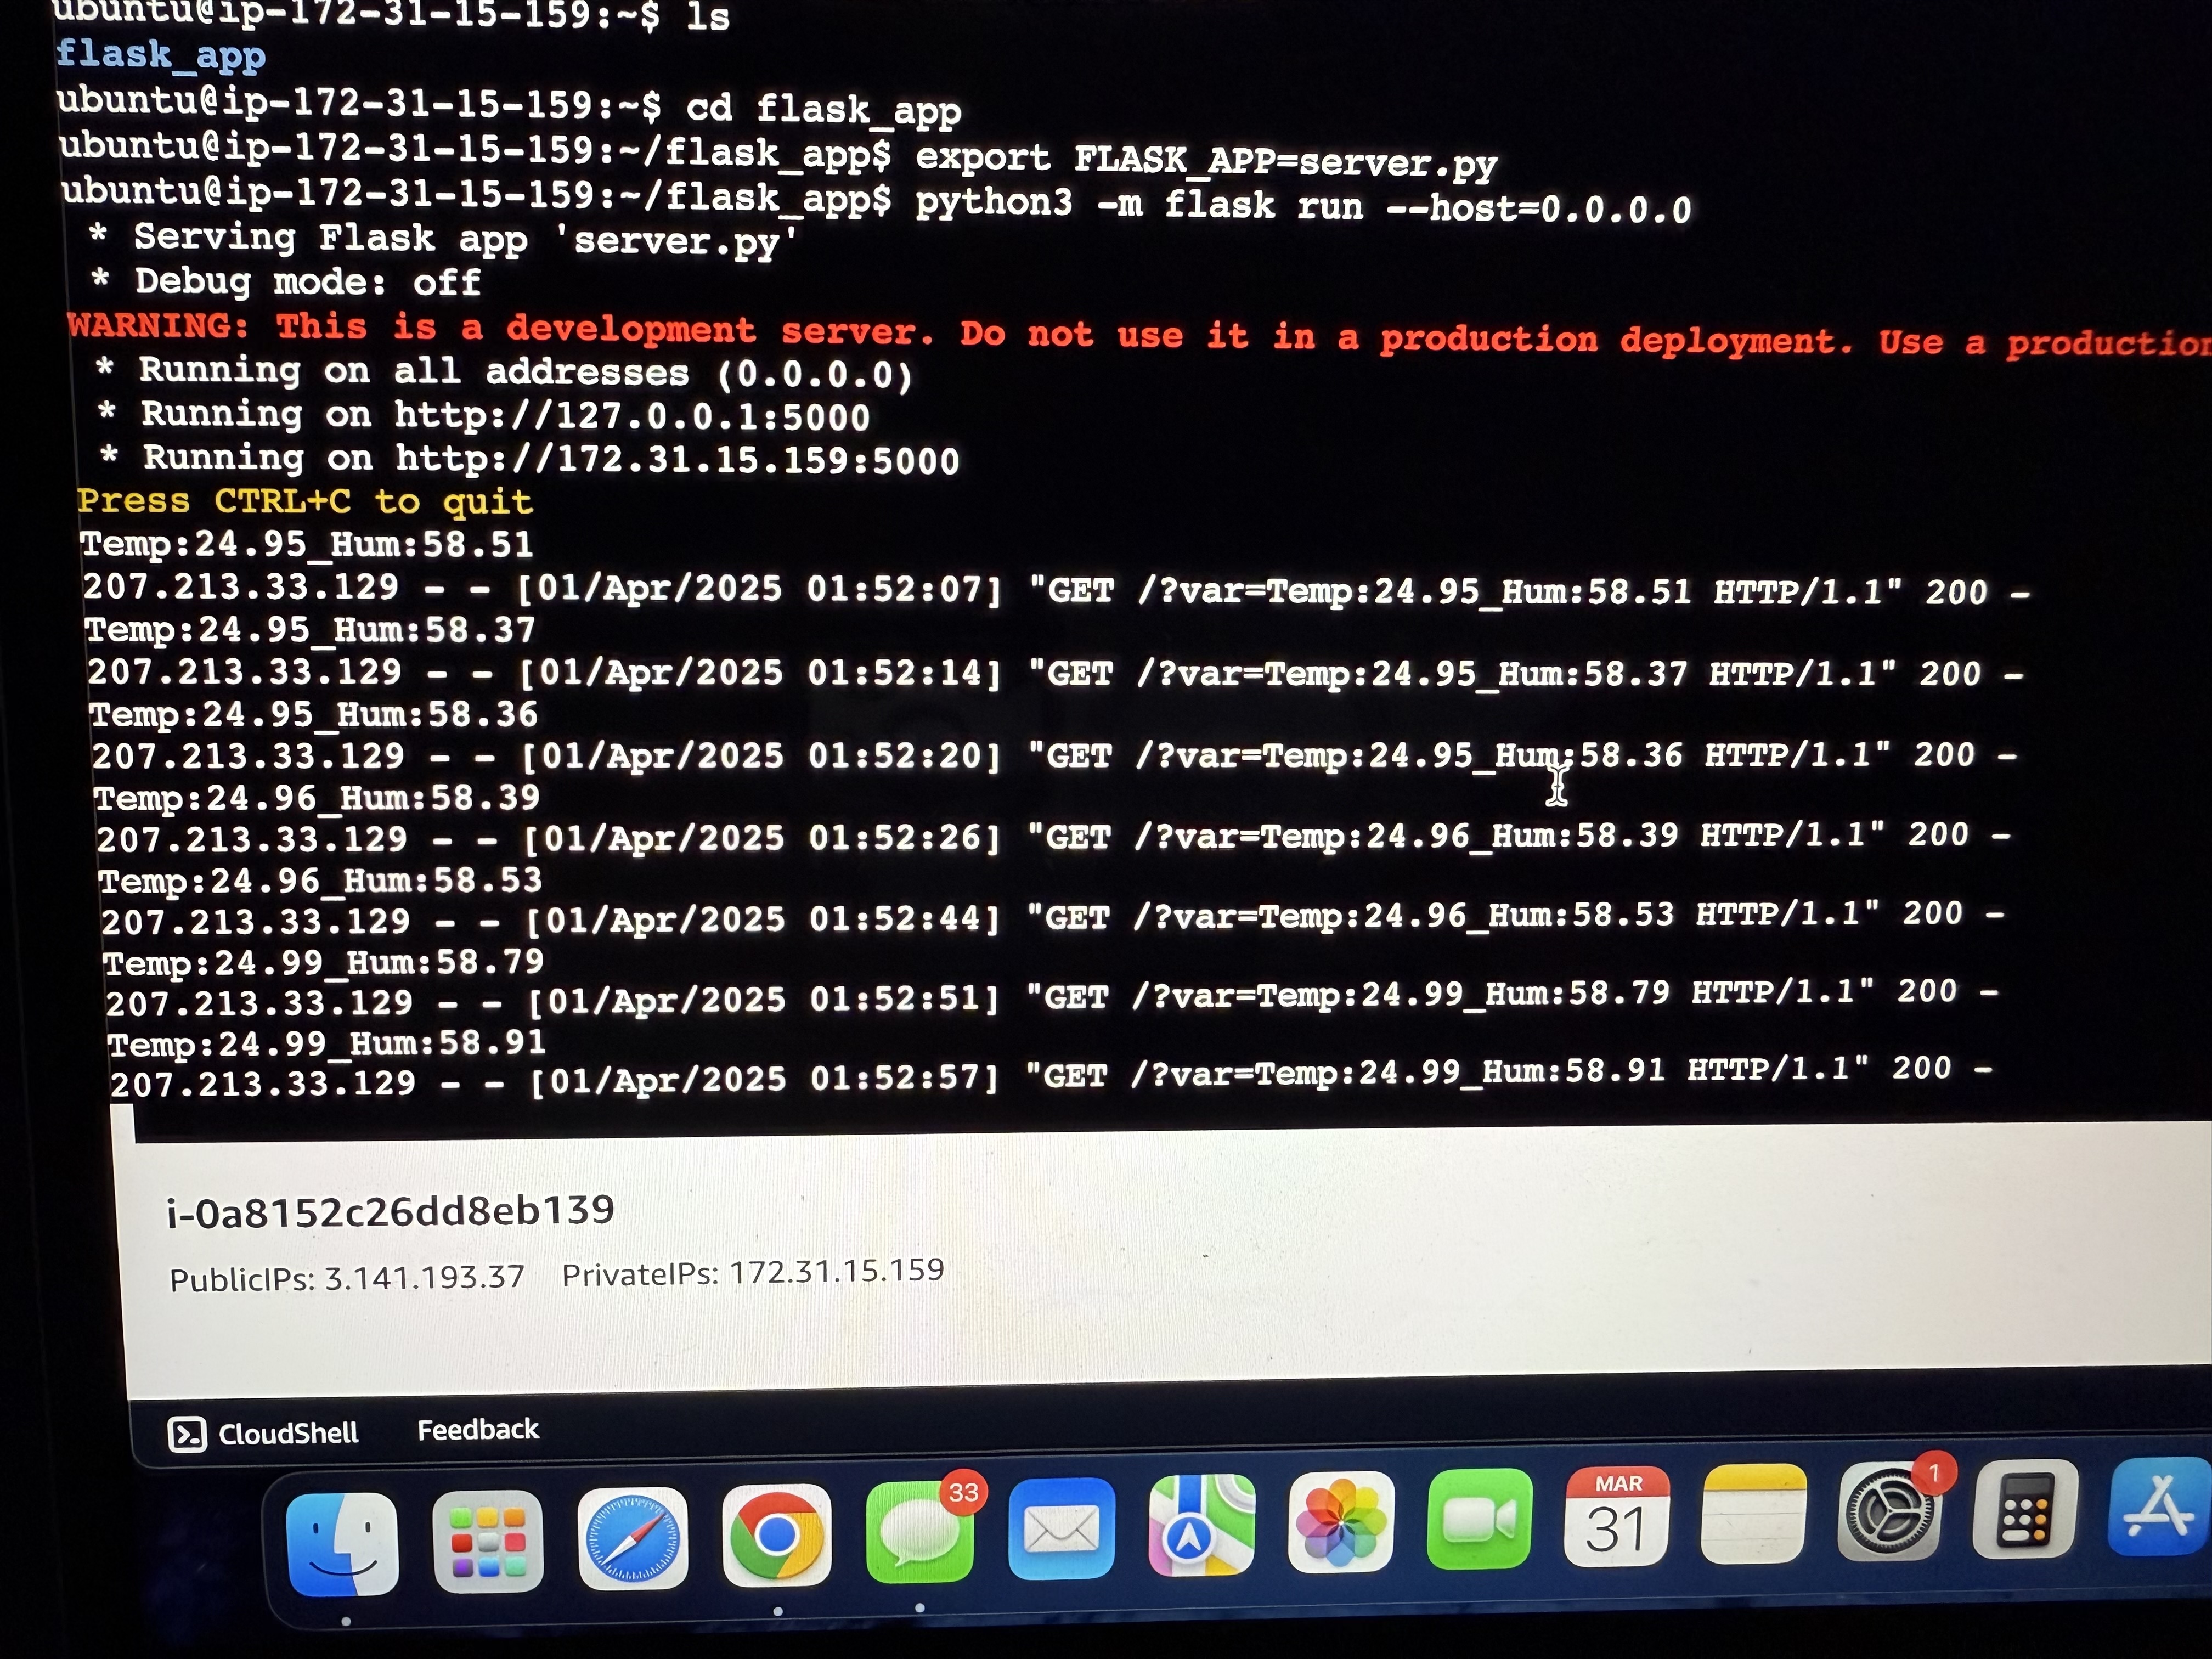 ubuntu@ip-172-31-15-159:~$ ls
flask_app
ubuntu@ip-172-31-15-159:~$ cd flask_app
ubuntu@ip-172-31-15-159:~/flask_app$ export FLASK_APP=server.py
ubuntu@ip-172-31-15-159:~/flask_app$ python3 -m flask run --host=0.0.0.0
 * Serving Flask app 'server.py'
 * Debug mode: off
WARNING: This is a development server. Do not use it in a production deployment. Use a production
 * Running on all addresses (0.0.0.0)
 * Running on http://127.0.0.1:5000
 * Running on http://172.31.15.159:5000
Press CTRL+C to quit
Temp:24.95_Hum:58.51
207.213.33.129 - - [01/Apr/2025 01:52:07] "GET /?var=Temp:24.95_Hum:58.51 HTTP/1.1" 200 -
Temp:24.95_Hum:58.37
207.213.33.129 - - [01/Apr/2025 01:52:14] "GET /?var=Temp:24.95_Hum:58.37 HTTP/1.1" 200 -
Temp:24.95_Hum:58.36
207.213.33.129 - - [01/Apr/2025 01:52:20] "GET /?var=Temp:24.95_Hum:58.36 HTTP/1.1" 200 -
Temp:24.96_Hum:58.39
207.213.33.129 - - [01/Apr/2025 01:52:26] "GET /?var=Temp:24.96_Hum:58.39 HTTP/1.1" 200 -
Temp:24.96_Hum:58.53
207.213.33.129 - - [01/Apr/2025 01:52:44] "GET /?var=Temp:24.96_Hum:58.53 HTTP/1.1" 200 -
Temp:24.99_Hum:58.79
207.213.33.129 - - [01/Apr/2025 01:52:51] "GET /?var=Temp:24.99_Hum:58.79 HTTP/1.1" 200 -
Temp:24.99_Hum:58.91
207.213.33.129 - - [01/Apr/2025 01:52:57] "GET /?var=Temp:24.99_Hum:58.91 HTTP/1.1" 200 -
i-0a8152c26dd8eb139
PublicIPs: 3.141.193.37 PrivateIPs: 172.31.15.159
CloudShell Feedback
33
MAR
31
1